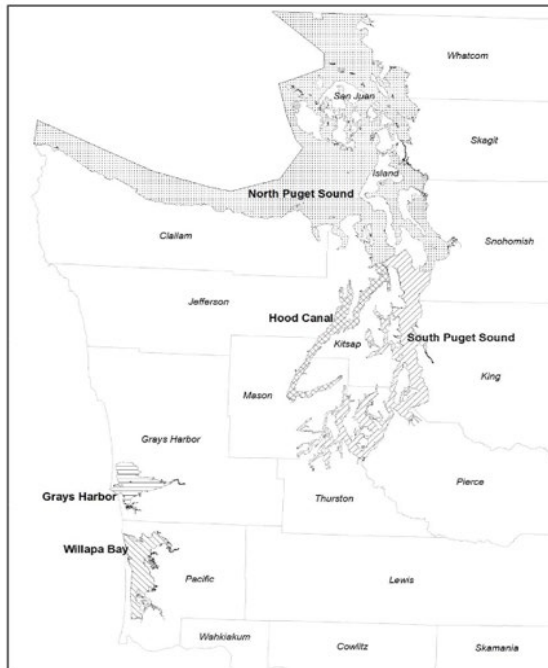 Whatcom
San Juan
Skagit
Island
North Puget Sound
Clallam
Snohomish
Jefferson
Hood Canal
South Puget Sound
Kitsap
King
Mason
Grays Harbor
Grays Harbor
Pierce
Thurston
Willapa Bay
Pacific
Lewis
Wahkiakum
Cowlitz
Skamania